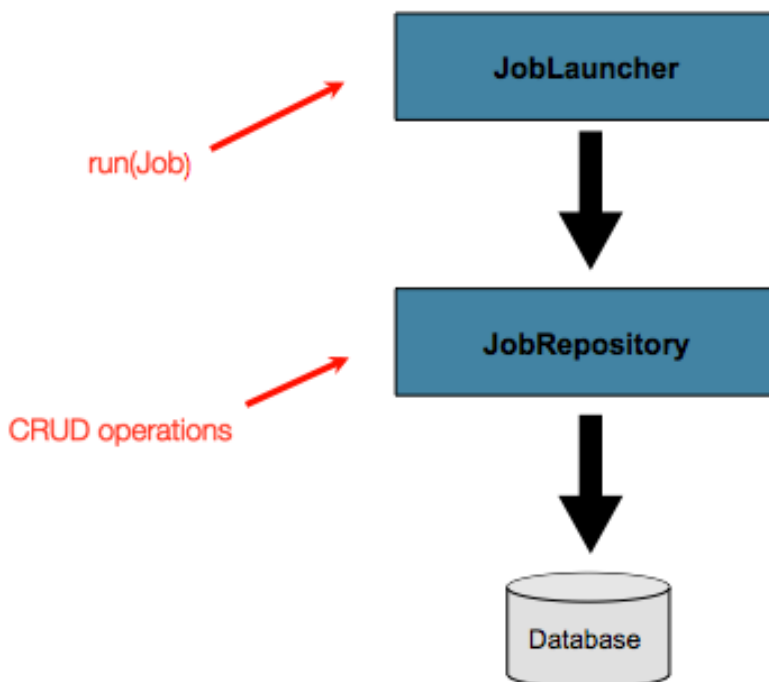 JobLauncher
run(Job)
JobRepository
CRUD operations
Database